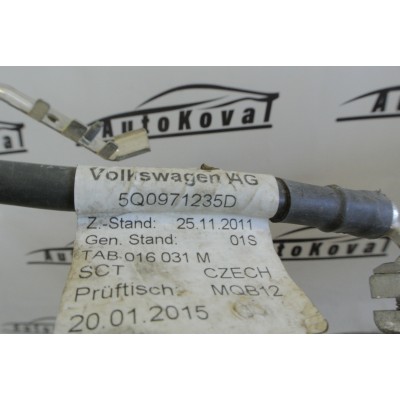 AutoKoval
AutoKoval
Volkswagen AG
5Q0971235D
Z.-Stand: 25.11.2011
Gen. Stand: 01S
TAB 016 031 M
SCT CZECH
Prüftisch: MQB12
20.01.2015